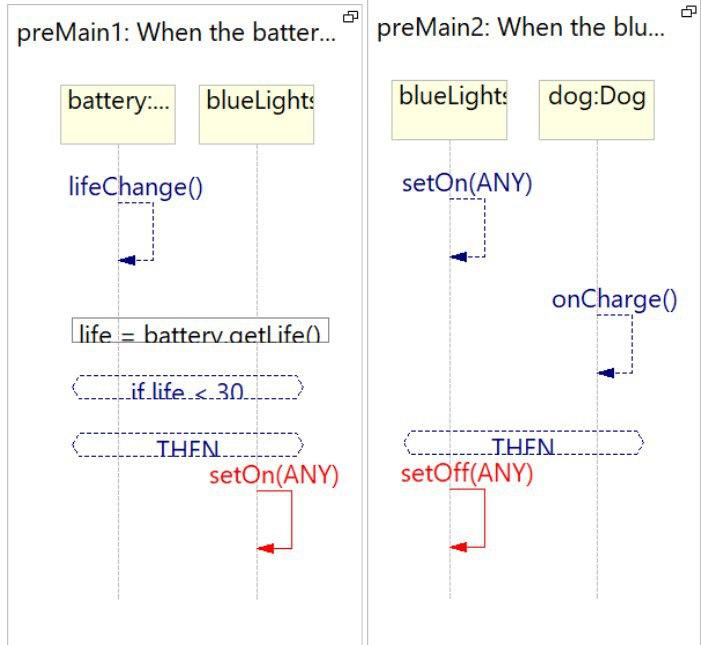 preMain1: When the batter...
battery:...
blueLights
lifeChange()
life = battery.getLife()
if life < 30
THEN
setOn(ANY)
preMain2: When the blu...
blueLights
dog:Dog
setOn(ANY)
onCharge()
THEN
setOff(ANY)